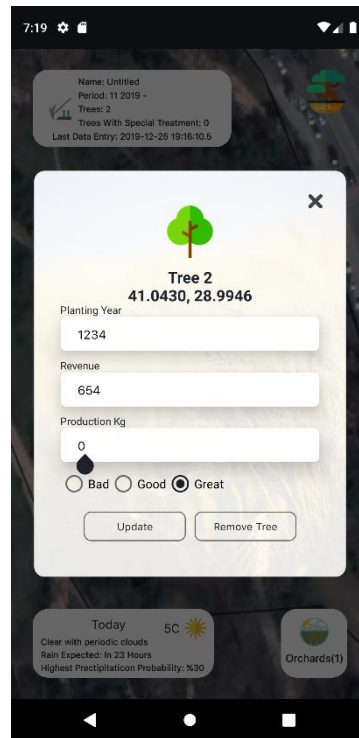 7:19
Name: Untitled
Period: 11 2019 -
Trees: 2
Trees With Special Treatment: 0
Last Data Entry: 2019-12-26 19:16:10.5
Tree 2
41.0430, 28.9946
Planting Year
1234
Revenue
654
Production Kg
0
Bad Good Great
Update Remove Tree
Today 5C
Clear with periodic clouds
Rain Expected: In 23 Hours
Highest Prectipitaticon Probability: %30
Orchards(1)